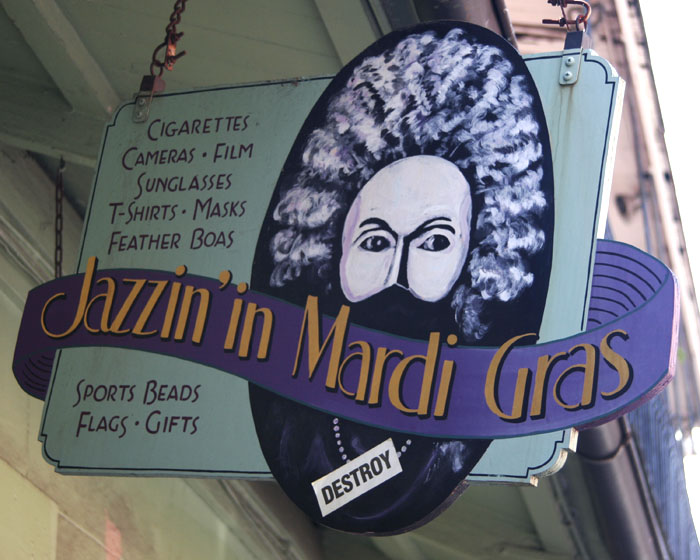 CIGARETTES
CAMERAS · FILM
SUNGLASSES
T-SHIRTS · MASKS
FEATHER BOAS
Jazzin' in Mardi Gras
SPORTS BEADS
FLAGS · GIFTS
DESTROY